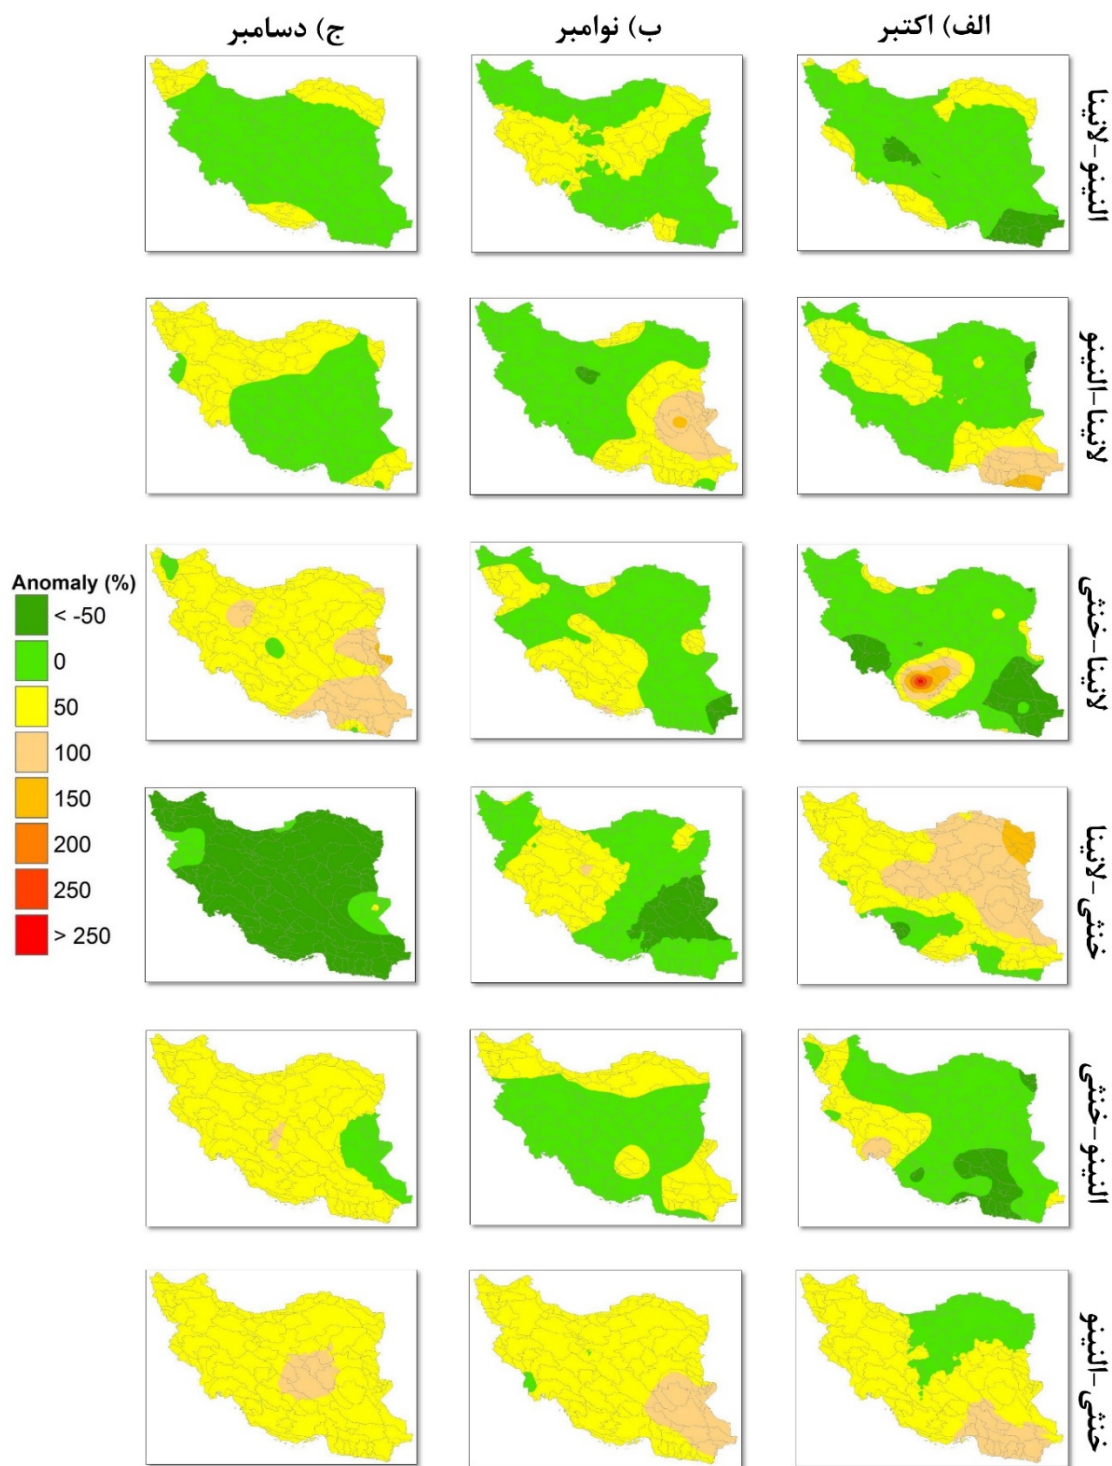 الف) اکتبر
ب) نوامبر
ج) دسامبر
النینو-لانینا
لانینا-النینو
لانینا-خنثی
خنثی-لانینا
النینو-خنثی
خنثی-النینو
Anomaly (%)
< -50
0
50
100
150
200
250
> 250